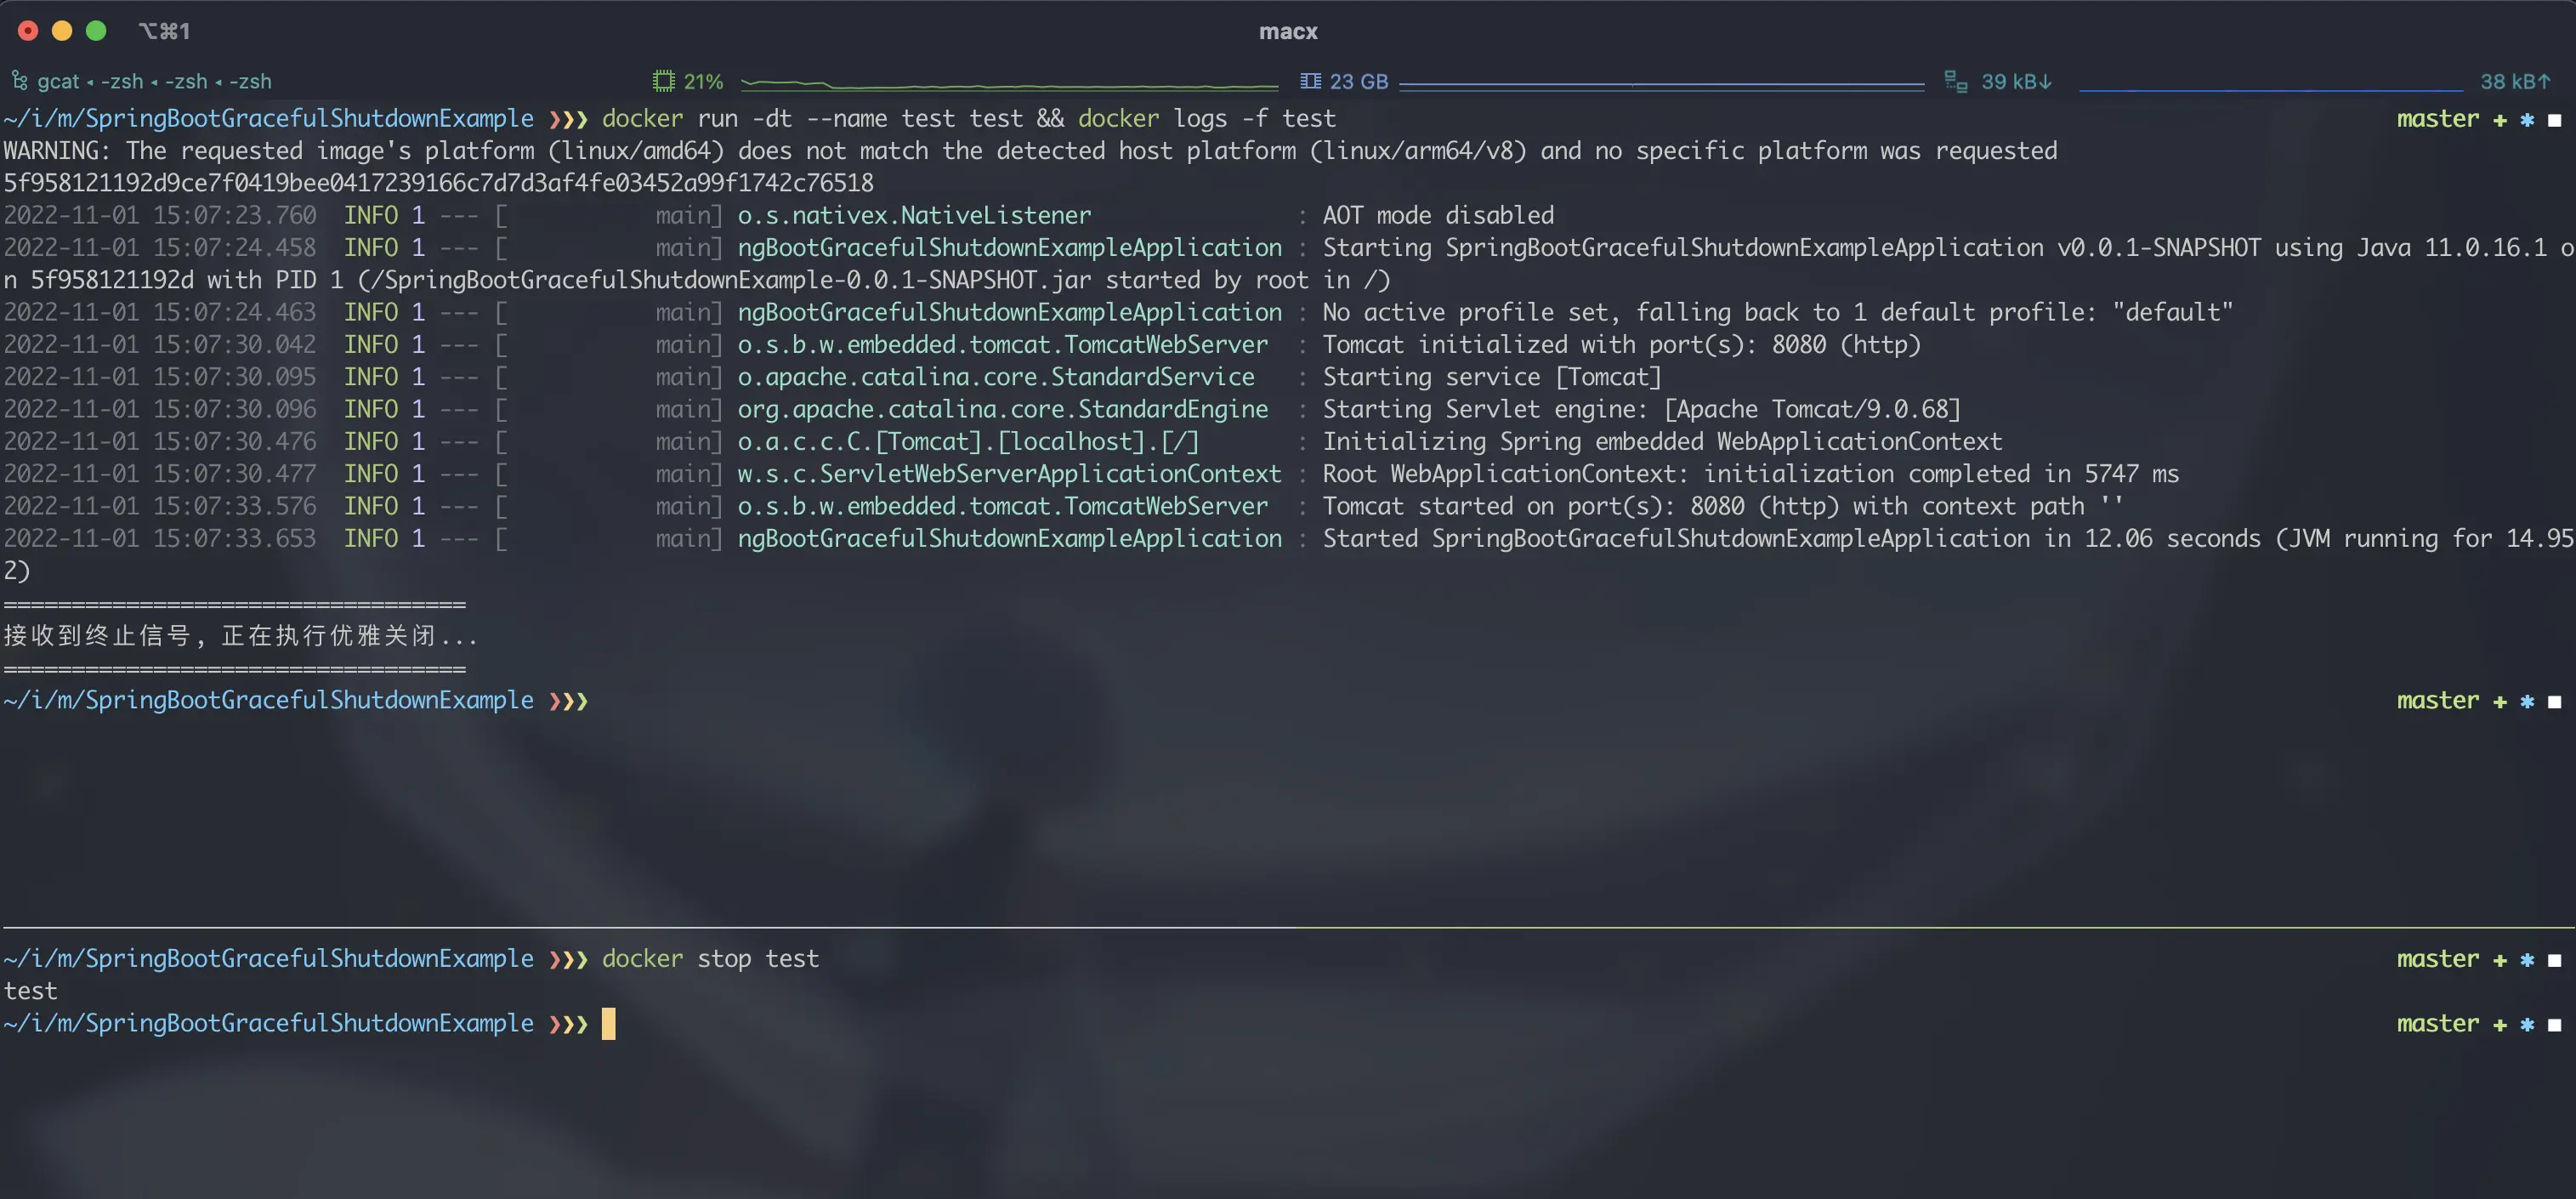 ⌥⌘1
macx
gcat ◂ -zsh ◂ -zsh ◂ -zsh 21% 23 GB 39 kB↓ 38 kB↑
~/i/m/SpringBootGracefulShutdownExample ❯❯❯ docker run -dt --name test test && docker logs -f test master ✚ ✱ ◼
WARNING: The requested image's platform (linux/amd64) does not match the detected host platform (linux/arm64/v8) and no specific platform was requested
5f958121192d9ce7f0419bee0417239166c7d7d3af4fe03452a99f1742c76518
2022-11-01 15:07:23.760  INFO 1 --- [           main] o.s.nativex.NativeListener               : AOT mode disabled
2022-11-01 15:07:24.458  INFO 1 --- [           main] ngBootGracefulShutdownExampleApplication : Starting SpringBootGracefulShutdownExampleApplication v0.0.1-SNAPSHOT using Java 11.0.16.1 o
n 5f958121192d with PID 1 (/SpringBootGracefulShutdownExample-0.0.1-SNAPSHOT.jar started by root in /)
2022-11-01 15:07:24.463  INFO 1 --- [           main] ngBootGracefulShutdownExampleApplication : No active profile set, falling back to 1 default profile: "default"
2022-11-01 15:07:30.042  INFO 1 --- [           main] o.s.b.w.embedded.tomcat.TomcatWebServer  : Tomcat initialized with port(s): 8080 (http)
2022-11-01 15:07:30.095  INFO 1 --- [           main] o.apache.catalina.core.StandardService   : Starting service [Tomcat]
2022-11-01 15:07:30.096  INFO 1 --- [           main] org.apache.catalina.core.StandardEngine  : Starting Servlet engine: [Apache Tomcat/9.0.68]
2022-11-01 15:07:30.476  INFO 1 --- [           main] o.a.c.c.C.[Tomcat].[localhost].[/]       : Initializing Spring embedded WebApplicationContext
2022-11-01 15:07:30.477  INFO 1 --- [           main] w.s.c.ServletWebServerApplicationContext : Root WebApplicationContext: initialization completed in 5747 ms
2022-11-01 15:07:33.576  INFO 1 --- [           main] o.s.b.w.embedded.tomcat.TomcatWebServer  : Tomcat started on port(s): 8080 (http) with context path ''
2022-11-01 15:07:33.653  INFO 1 --- [           main] ngBootGracefulShutdownExampleApplication : Started SpringBootGracefulShutdownExampleApplication in 12.06 seconds (JVM running for 14.95
2)
==================================
接收到终止信号, 正在执行优雅关闭...
==================================
~/i/m/SpringBootGracefulShutdownExample ❯❯❯ master ✚ ✱ ◼
~/i/m/SpringBootGracefulShutdownExample ❯❯❯ docker stop test master ✚ ✱ ◼
test
~/i/m/SpringBootGracefulShutdownExample ❯❯❯ master ✚ ✱ ◼